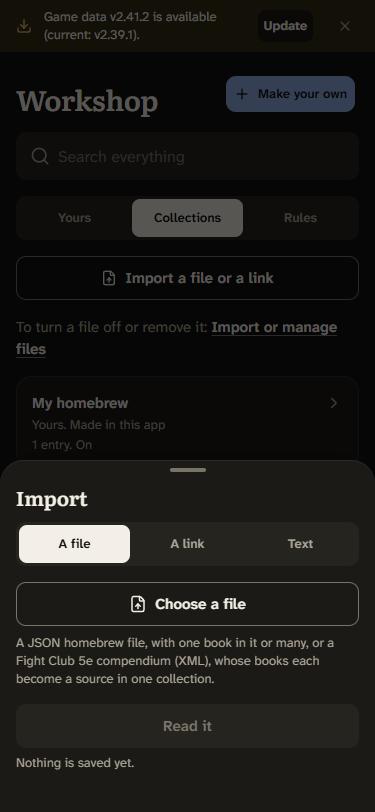 Game data v2.41.2 is available
(current: v2.39.1).
Update
Workshop
Make your own
Search everything
Yours
Collections
Rules
Import a file or a link
To turn a file off or remove it: Import or manage
files
My homebrew
Yours. Made in this app
1 entry. On
Import
A file
A link
Text
Choose a file
A JSON homebrew file, with one book in it or many, or a
Fight Club 5e compendium (XML), whose books each
become a source in one collection.
Read it
Nothing is saved yet.